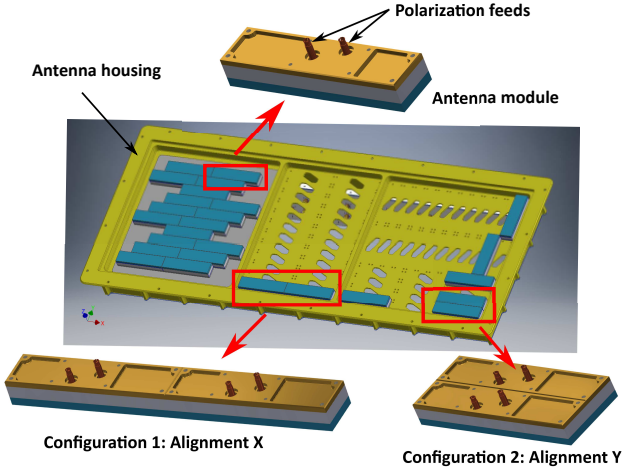 Polarization feeds
Antenna housing
Antenna module
Z
X
Configuration 1: Alignment X
Configuration 2: Alignment Y